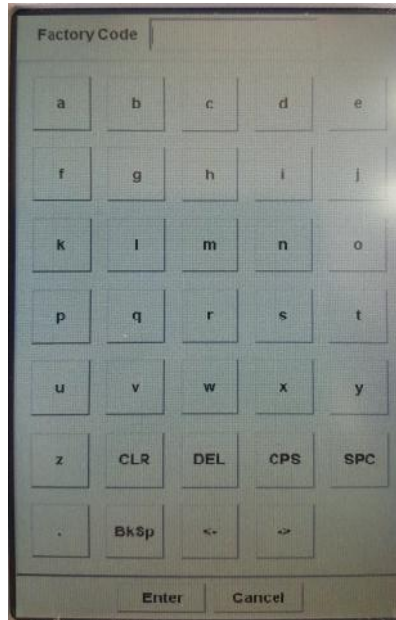 Factory Code
a b c d e
f g h i j
k l m n o
p q r s t
u v w x y
z CLR DEL CPS SPC
. BkSp <- ->
Enter Cancel